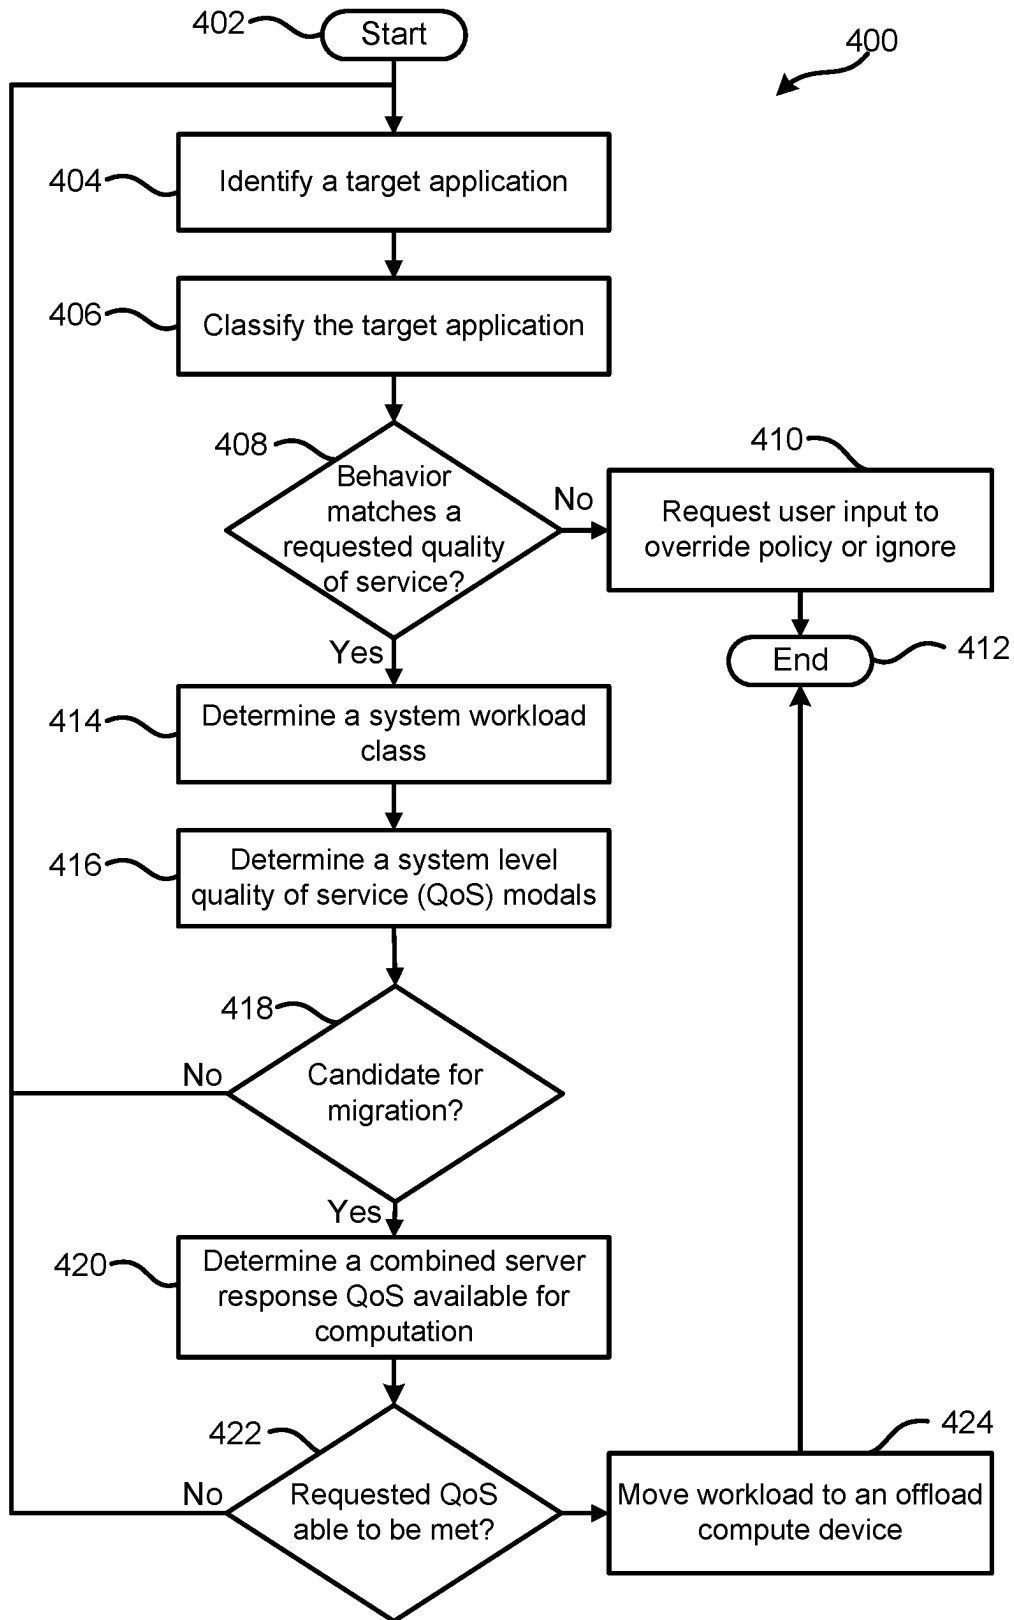 402
Start
400
404
Identify a target application
406
Classify the target application
408
Behavior
matches a
requested quality
of service?
No
410
Request user input to
override policy or ignore
Yes
End
412
414
Determine a system workload
class
416
Determine a system level
quality of service (QoS) modals
418
No
Candidate for
migration?
Yes
420
Determine a combined server
response QoS available for
computation
422
No
Requested QoS
able to be met?
424
Move workload to an offload
compute device